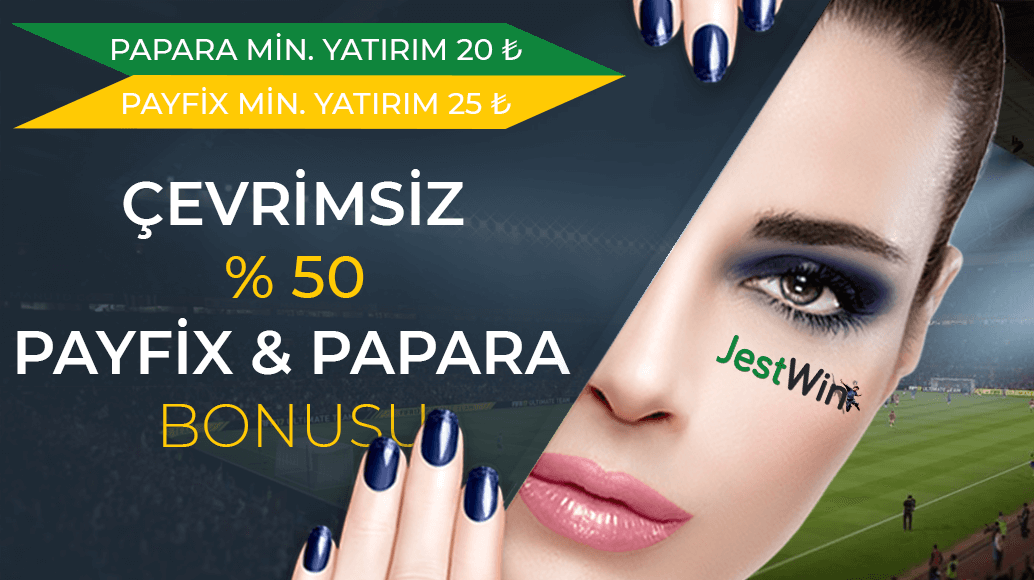 PAPARA MİN. YATIRIM 20 ₺
PAYFİX MİN. YATIRIM 25 ₺
ÇEVRİMSİZ
% 50
PAYFİX & PAPARA
BONUSU
JestWin